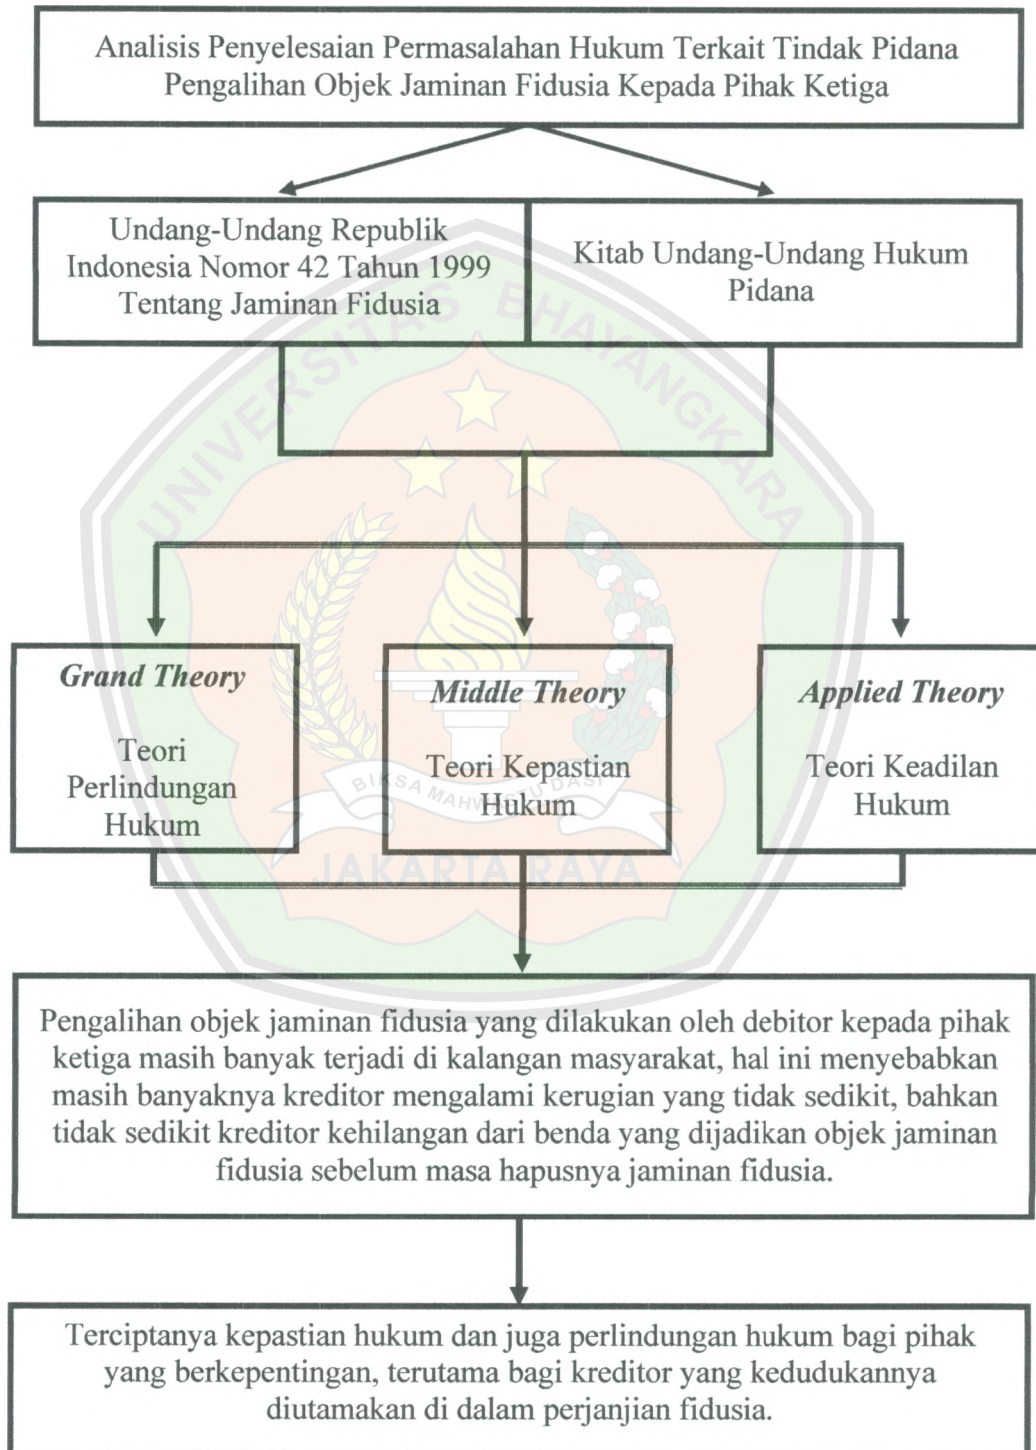 Analisis Penyelesaian Permasalahan Hukum Terkait Tindak Pidana
Pengalihan Objek Jaminan Fidusia Kepada Pihak Ketiga
Undang-Undang Republik
Indonesia Nomor 42 Tahun 1999
Tentang Jaminan Fidusia
Kitab Undang-Undang Hukum
Pidana
UNIVERSITAS BHAYANGKARA
Grand Theory
Teori
Perlindungan
Hukum
Middle Theory
Teori Kepastian
Hukum
Applied Theory
Teori Keadilan
Hukum
BIKSA MAHWASTU DASI
JAKARTA RAYA
Pengalihan objek jaminan fidusia yang dilakukan oleh debitor kepada pihak
ketiga masih banyak terjadi di kalangan masyarakat, hal ini menyebabkan
masih banyaknya kreditor mengalami kerugian yang tidak sedikit, bahkan
tidak sedikit kreditor kehilangan dari benda yang dijadikan objek jaminan
fidusia sebelum masa hapusnya jaminan fidusia.
Terciptanya kepastian hukum dan juga perlindungan hukum bagi pihak
yang berkepentingan, terutama bagi kreditor yang kedudukannya
diutamakan di dalam perjanjian fidusia.